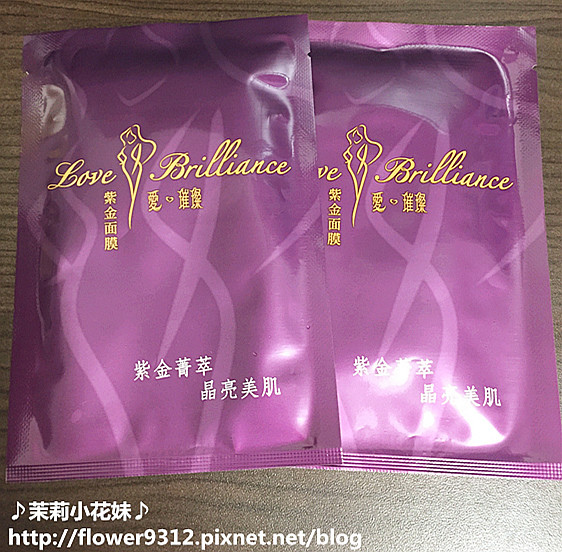 Love Brilliance
紫金面膜
愛。璀璨
紫金菁萃
晶亮美肌
ve Brilliance
紫金面膜
愛。璀璨
紫金菁萃
晶亮美肌
♪茉莉小花妹♪
http://flower9312.pixnet.net/blog